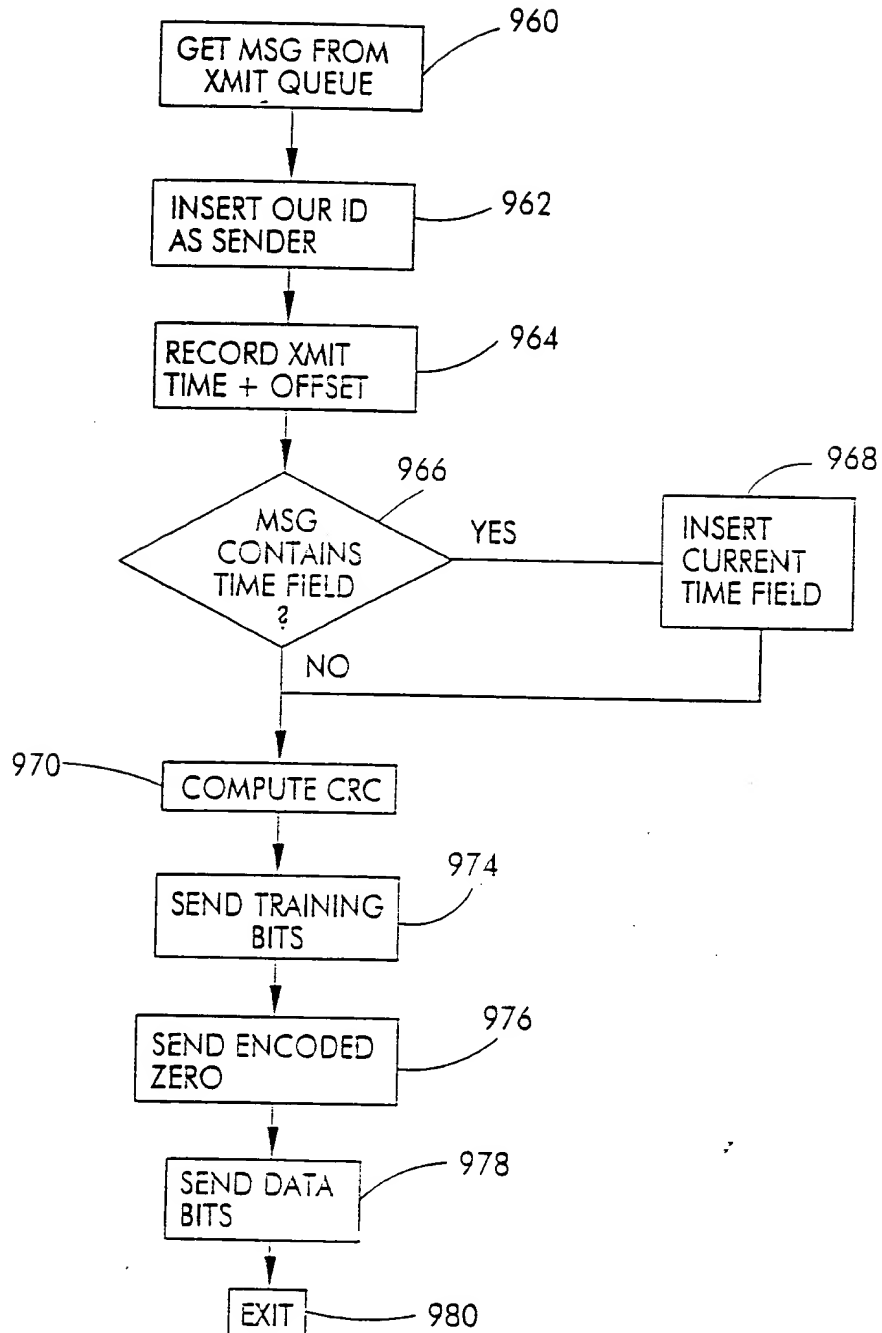 960
GET MSG FROM
XMIT QUEUE
962
INSERT OUR ID
AS SENDER
964
RECORD XMIT
TIME + OFFSET
966
MSG
CONTAINS
TIME FIELD
?
YES
968
INSERT
CURRENT
TIME FIELD
NO
970
COMPUTE CRC
974
SEND TRAINING
BITS
976
SEND ENCODED
ZERO
978
SEND DATA
BITS
EXIT
980